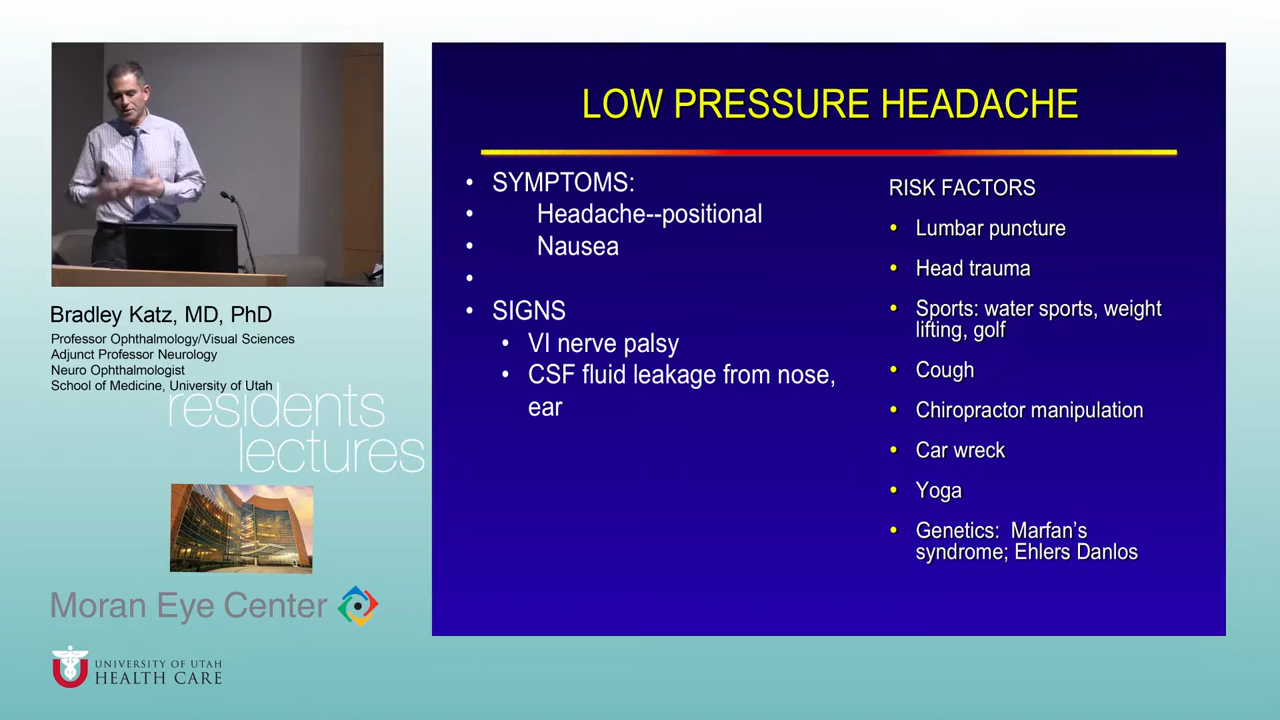 LOW PRESSURE HEADACHE
• SYMPTOMS:
• Headache--positional
• Nausea
•
• SIGNS
• VI nerve palsy
• CSF fluid leakage from nose,
ear
RISK FACTORS
• Lumbar puncture
• Head trauma
• Sports: water sports, weight
lifting, golf
• Cough
• Chiropractor manipulation
• Car wreck
• Yoga
• Genetics: Marfan's
syndrome; Ehlers Danlos
Bradley Katz, MD, PhD
Professor Ophthalmology/Visual Sciences
Adjunct Professor Neurology
Neuro Ophthalmologist
School of Medicine, University of Utah
residents
lectures
Moran Eye Center
UNIVERSITY OF UTAH
HEALTH CARE